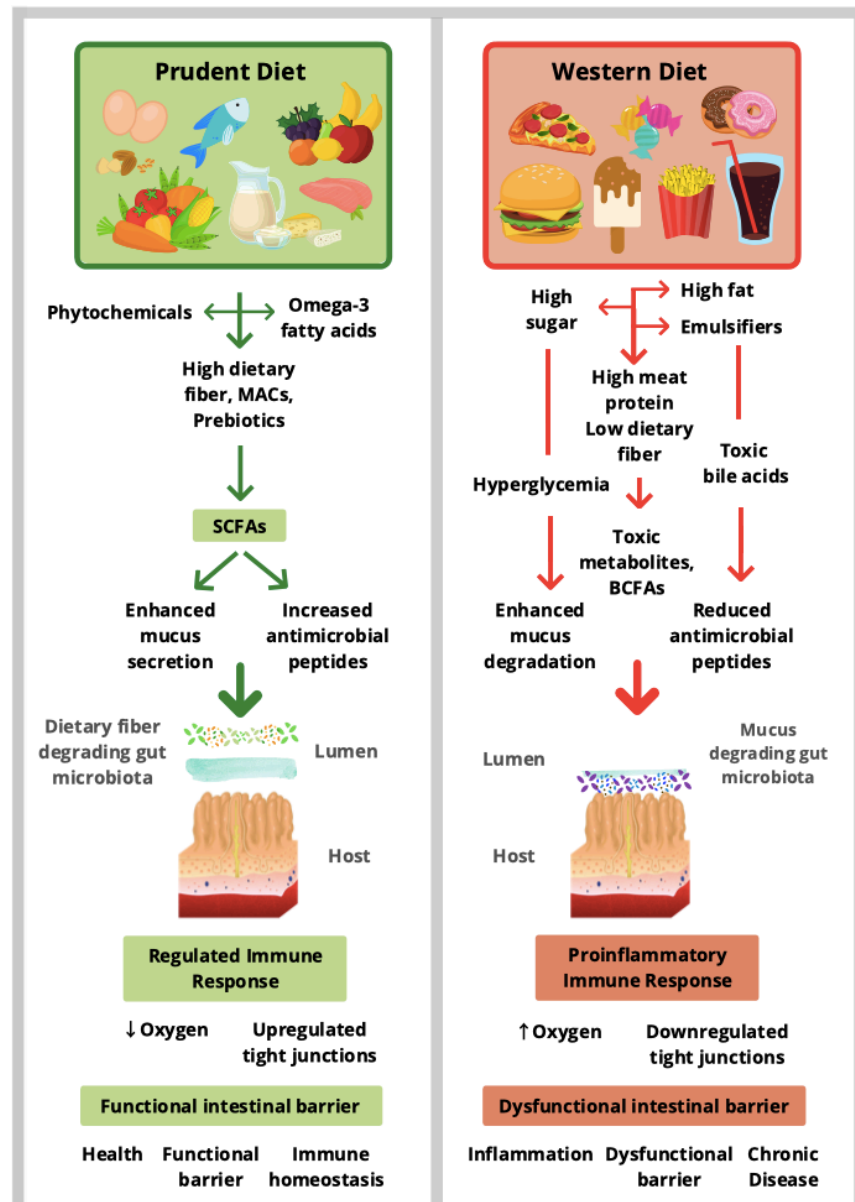 Prudent Diet
Phytochemicals
Omega-3
fatty acids
High dietary
fiber, MACs,
Prebiotics
SCFAs
Enhanced
mucus
secretion
Increased
antimicrobial
peptides
Dietary fiber
degrading gut
microbiota
Lumen
Host
Regulated Immune
Response
↓ Oxygen
Upregulated
tight junctions
Functional intestinal barrier
Health
Functional
barrier
Immune
homeostasis
Western Diet
High
sugar
High fat
Emulsifiers
High meat
protein
Low dietary
fiber
Hyperglycemia
Toxic
bile acids
Toxic
metabolites,
BCFAs
Enhanced
mucus
degradation
Reduced
antimicrobial
peptides
Lumen
Mucus
degrading gut
microbiota
Host
Proinflammatory
Immune Response
↑ Oxygen
Downregulated
tight junctions
Dysfunctional intestinal barrier
Inflammation
Dysfunctional
barrier
Chronic
Disease